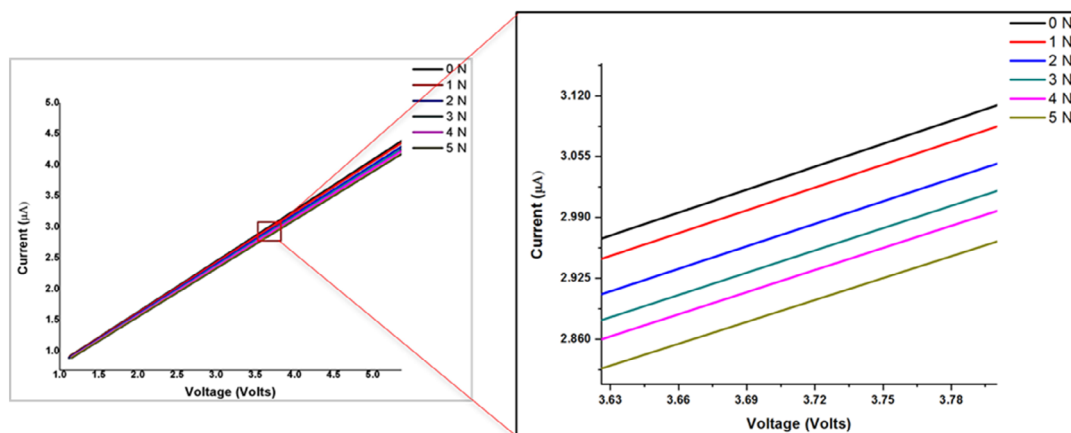 0 N
1 N
2 N
3 N
4 N
5 N
5.0
4.5
4.0
3.5
3.0
2.5
2.0
1.5
1.0
Current (μA)
1.0 1.5 2.0 2.5 3.0 3.5 4.0 4.5 5.0
Voltage (Volts)
0 N
1 N
2 N
3 N
4 N
5 N
3.120
3.055
2.990
2.925
2.860
Current (μA)
3.63 3.66 3.69 3.72 3.75 3.78
Voltage (Volts)